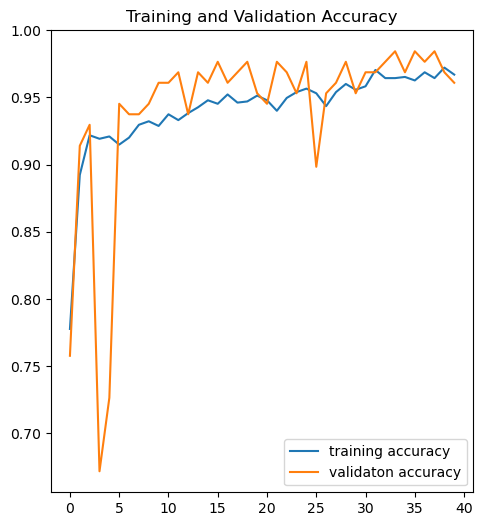 Training and Validation Accuracy
1.00
0.95
0.90
0.85
0.80
0.75
0.70
training accuracy
validaton accuracy
0 5 10 15 20 25 30 35 40